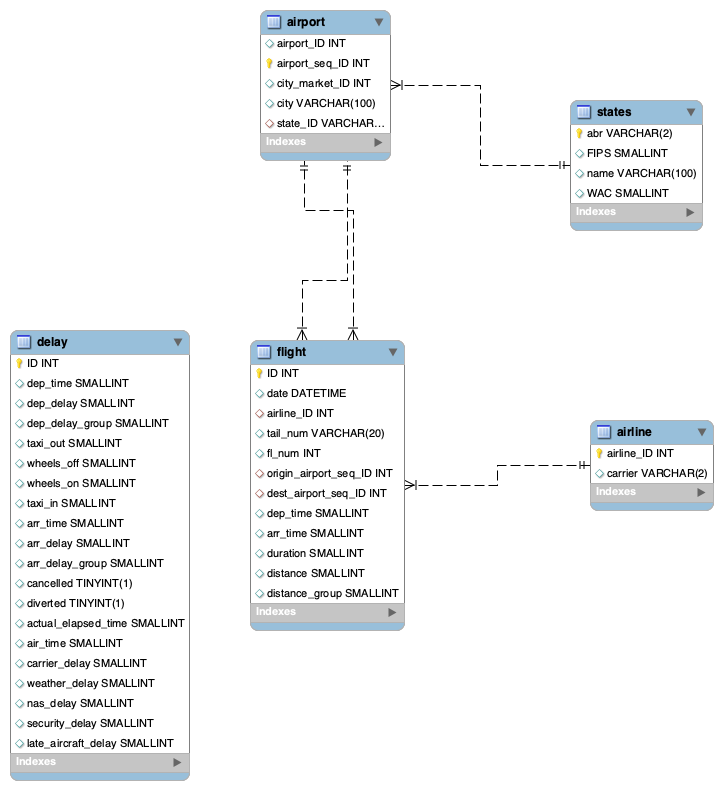 airport
airport_ID INT
airport_seq_ID INT
city_market_ID INT
city VARCHAR(100)
state_ID VARCHAR...
Indexes
states
abr VARCHAR(2)
FIPS SMALLINT
name VARCHAR(100)
WAC SMALLINT
Indexes
delay
ID INT
dep_time SMALLINT
dep_delay SMALLINT
dep_delay_group SMALLINT
taxi_out SMALLINT
wheels_off SMALLINT
wheels_on SMALLINT
taxi_in SMALLINT
arr_time SMALLINT
arr_delay SMALLINT
arr_delay_group SMALLINT
cancelled TINYINT(1)
diverted TINYINT(1)
actual_elapsed_time SMALLINT
air_time SMALLINT
carrier_delay SMALLINT
weather_delay SMALLINT
nas_delay SMALLINT
security_delay SMALLINT
late_aircraft_delay SMALLINT
Indexes
flight
ID INT
date DATETIME
airline_ID INT
tail_num VARCHAR(20)
fl_num INT
origin_airport_seq_ID INT
dest_airport_seq_ID INT
dep_time SMALLINT
arr_time SMALLINT
duration SMALLINT
distance SMALLINT
distance_group SMALLINT
Indexes
airline
airline_ID INT
carrier VARCHAR(2)
Indexes